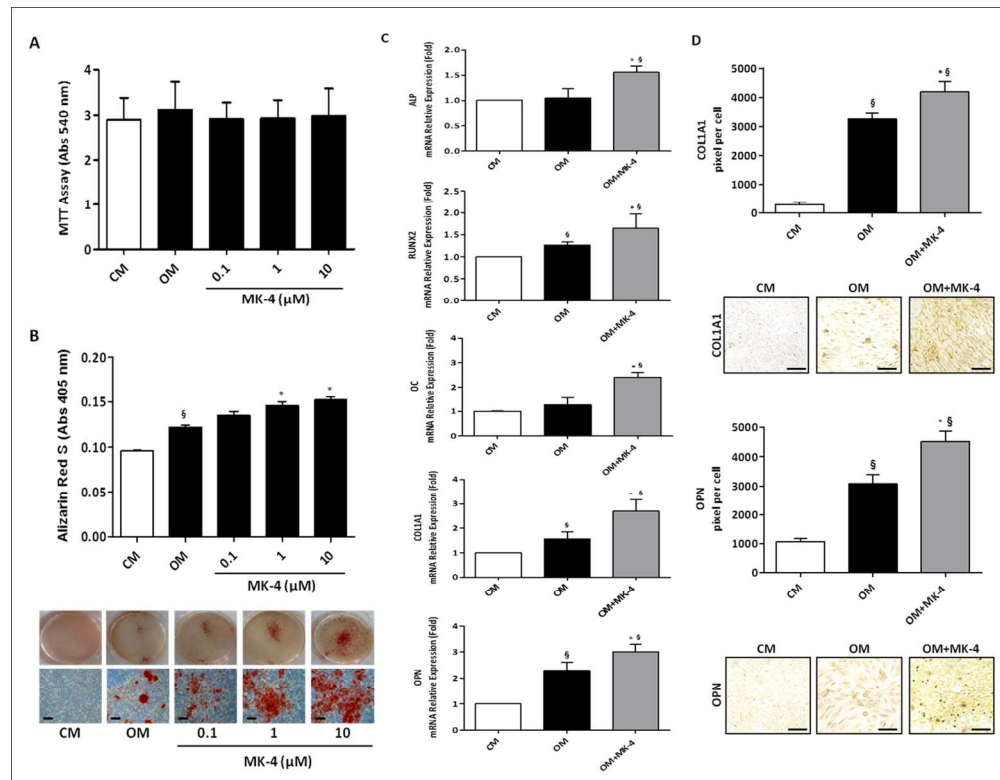 A
MTT Assay (Abs 540 nm)
4
3
2
1
0
CM
OM
0.1
1
10
MK-4 (µM)
B
Alizarin Red S (Abs 405 nm)
0.20
0.15
0.10
0.05
0.00
§
*
*
CM
OM
0.1
1
10
MK-4 (µM)
CM
OM
0.1
1
10
MK-4 (µM)
C
ALP
mRNA Relative Expression (Fold)
2.0
1.5
1.0
0.5
0.0
* §
CM
OM
OM+MK-4
RUNX2
mRNA Relative Expression (Fold)
2.5
2.0
1.5
1.0
0.5
0.0
§
* §
CM
OM
OM+MK-4
OC
mRNA Relative Expression (Fold)
4
3
2
1
0
* §
CM
OM
OM+MK-4
COL1A1
mRNA Relative Expression (Fold)
4
3
2
1
0
§
CM
OM
OM+MK-4
OPN
mRNA Relative Expression (Fold)
4
3
2
1
0
§
* §
CM
OM
OM+MK-4
D
COL1A1
pixel per cell
5000
4000
3000
2000
1000
0
§
* §
CM
OM
OM+MK-4
CM
OM
OM+MK-4
COL1A1
OPN
pixel per cell
5000
4000
3000
2000
1000
0
§
* §
CM
OM
OM+MK-4
CM
OM
OM+MK-4
OPN